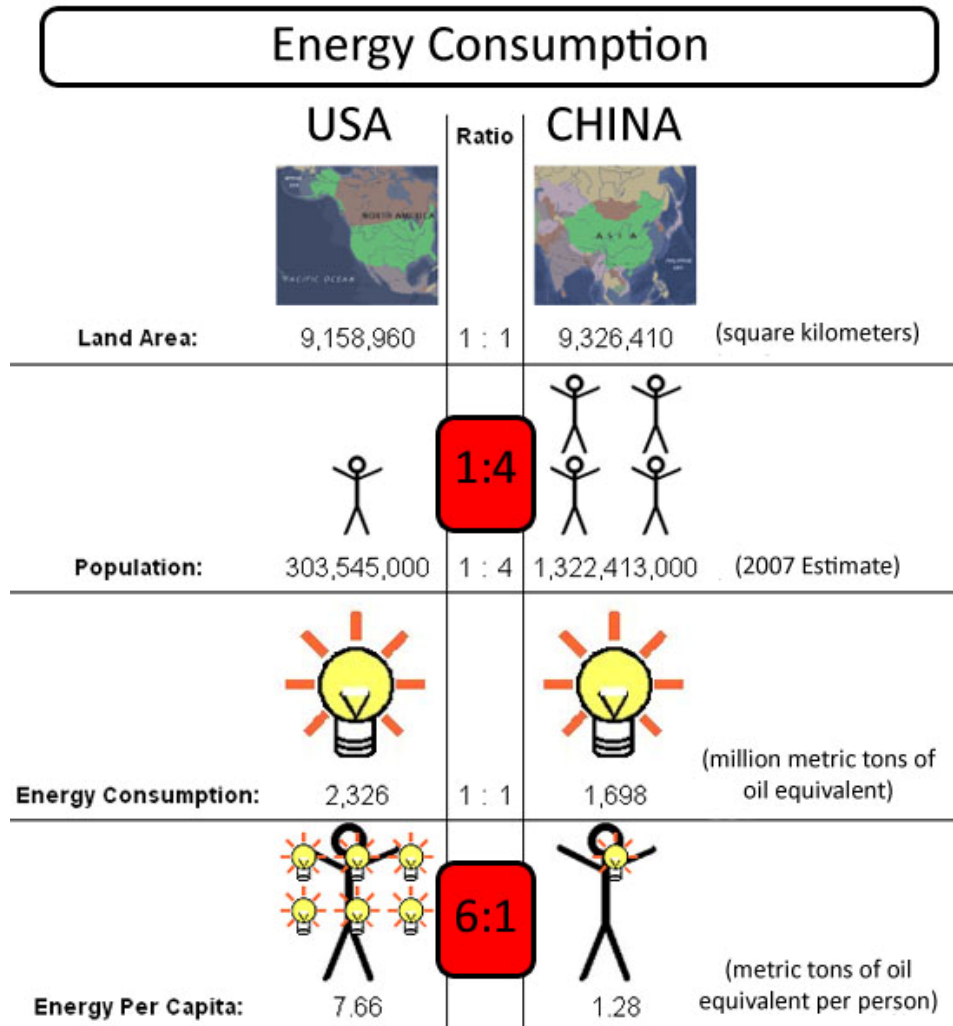 Energy Consumption
USA Ratio CHINA
NORTH AMERICA
PACIFIC OCEAN
ASIA
Land Area: 9,158,960 1 : 1 9,326,410 (square kilometers)
1:4
Population: 303,545,000 1 : 4 1,322,413,000 (2007 Estimate)
(million metric tons of
Energy Consumption: 2,326 1 : 1 1,698 oil equivalent)
6:1
(metric tons of oil
Energy Per Capita: 7.66 1.28 equivalent per person)